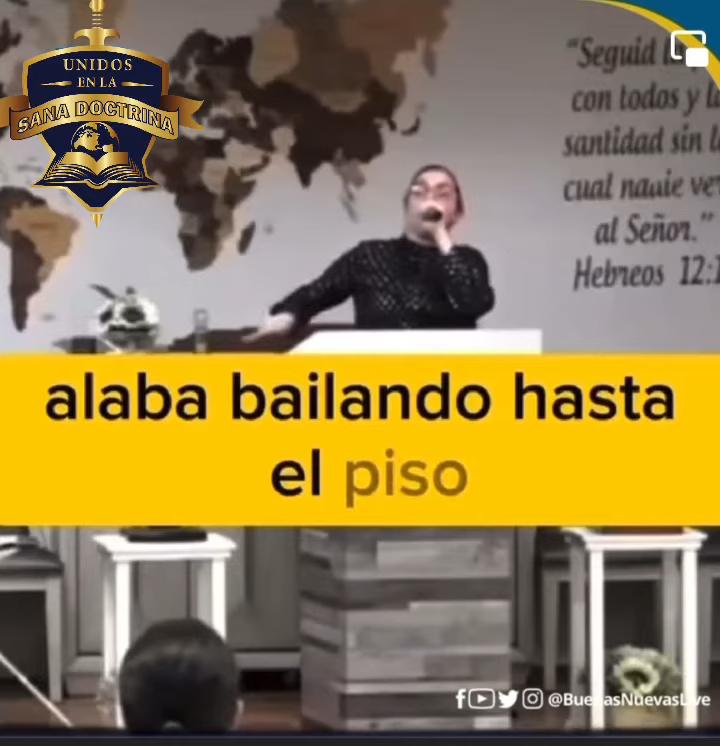 UNIDOS
EN LA
SANA DOCTRINA
"Seguid
con todos y
santidad sin
cual nadie
al Señor."
Hebreos
alaba bailando hasta
el piso
@BuenasNuevasLive